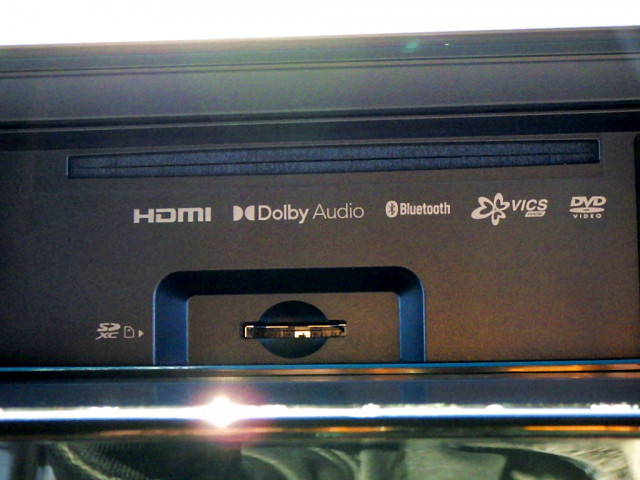 HDMI Dolby Audio Bluetooth VICS DVD
VIDEO
SD
XC